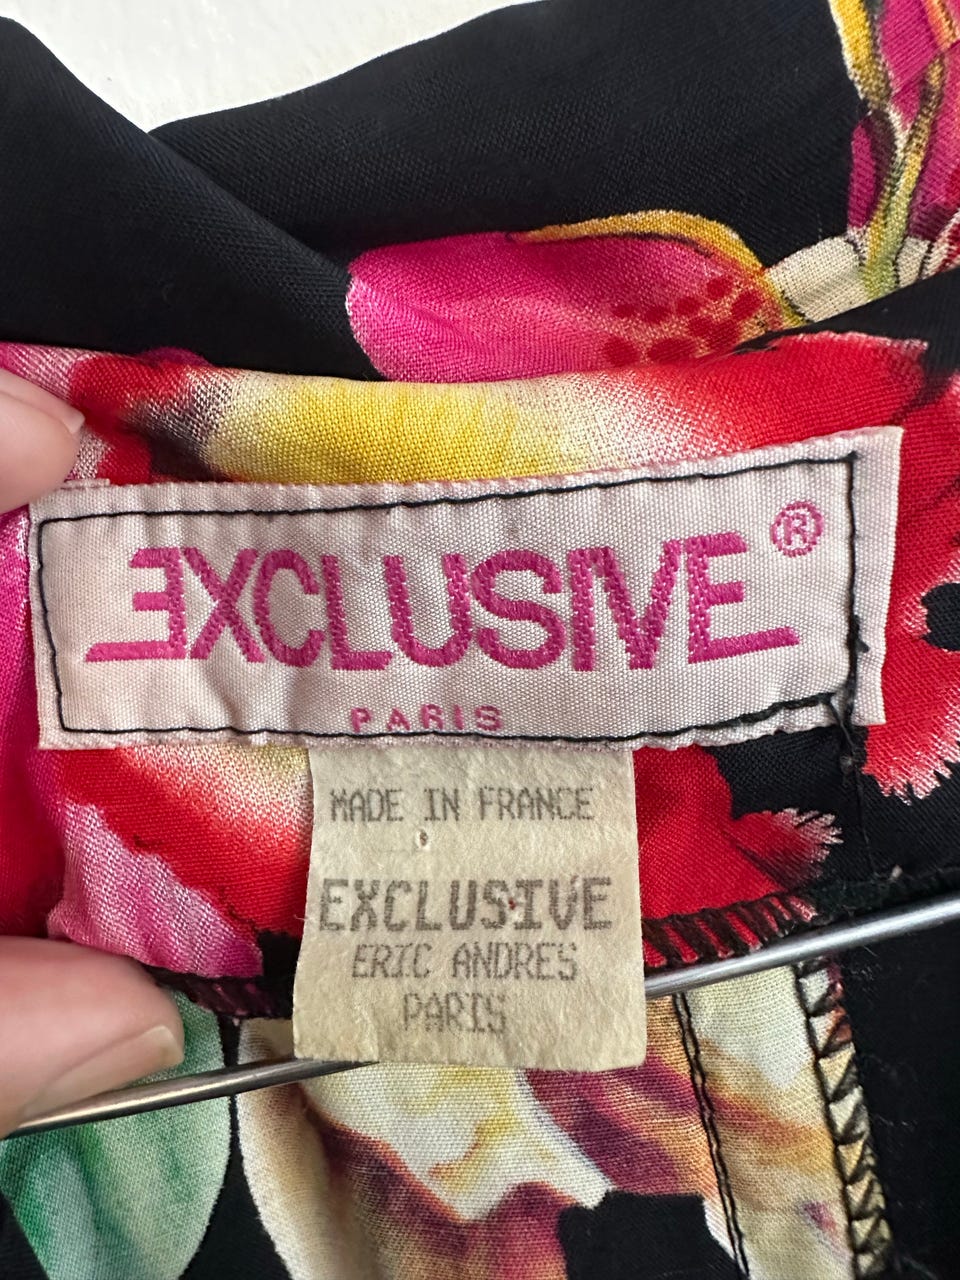 EXCLUSIVE®
PARIS
MADE IN FRANCE
EXCLUSIVE
ERIC ANDRES
PARIS